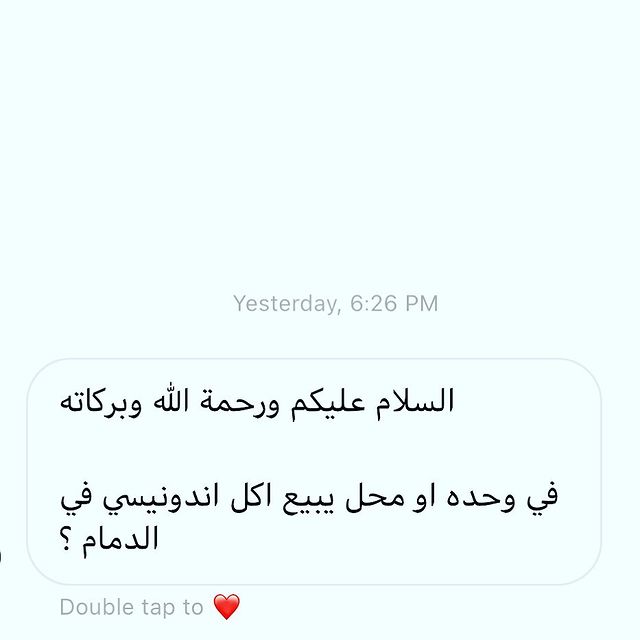 Yesterday, 6:26 PM
السلام عليكم ورحمة الله وبركاته
في وحده او محل يبيع اكل اندونيسي في
الدمام ؟
Double tap to ❤️